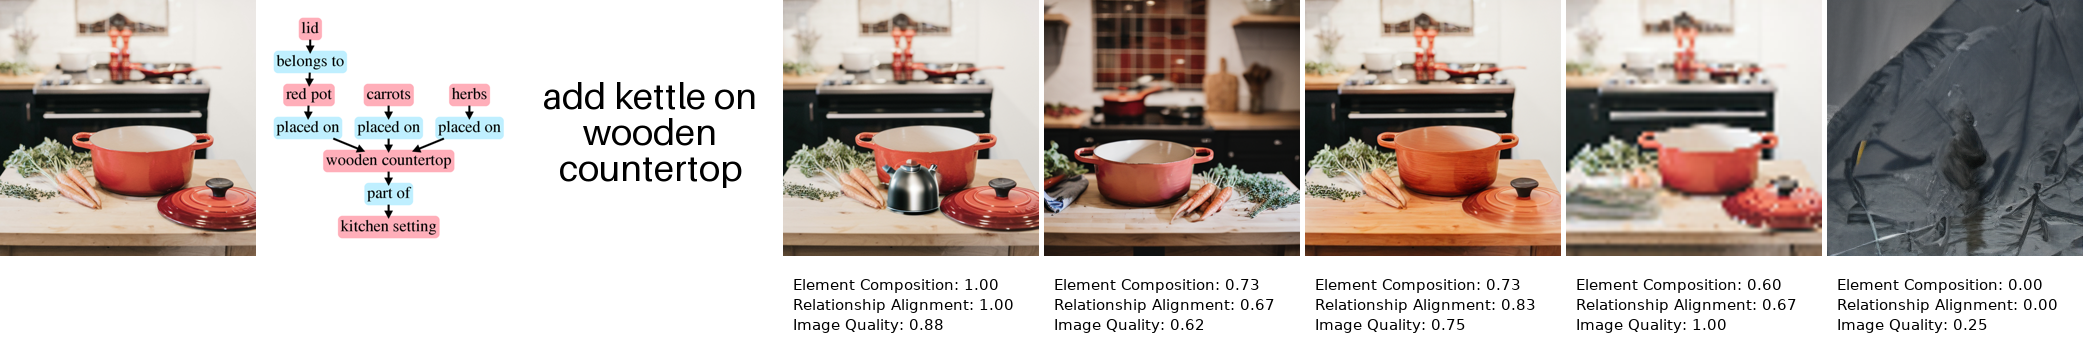 lid
belongs to
red pot
carrots
herbs
placed on
placed on
placed on
wooden countertop
part of
kitchen setting
add kettle on
wooden
countertop
Element Composition: 1.00
Relationship Alignment: 1.00
Image Quality: 0.88
Element Composition: 0.73
Relationship Alignment: 0.67
Image Quality: 0.62
Element Composition: 0.73
Relationship Alignment: 0.83
Image Quality: 0.75
Element Composition: 0.60
Relationship Alignment: 0.67
Image Quality: 1.00
Element Composition: 0.00
Relationship Alignment: 0.00
Image Quality: 0.25